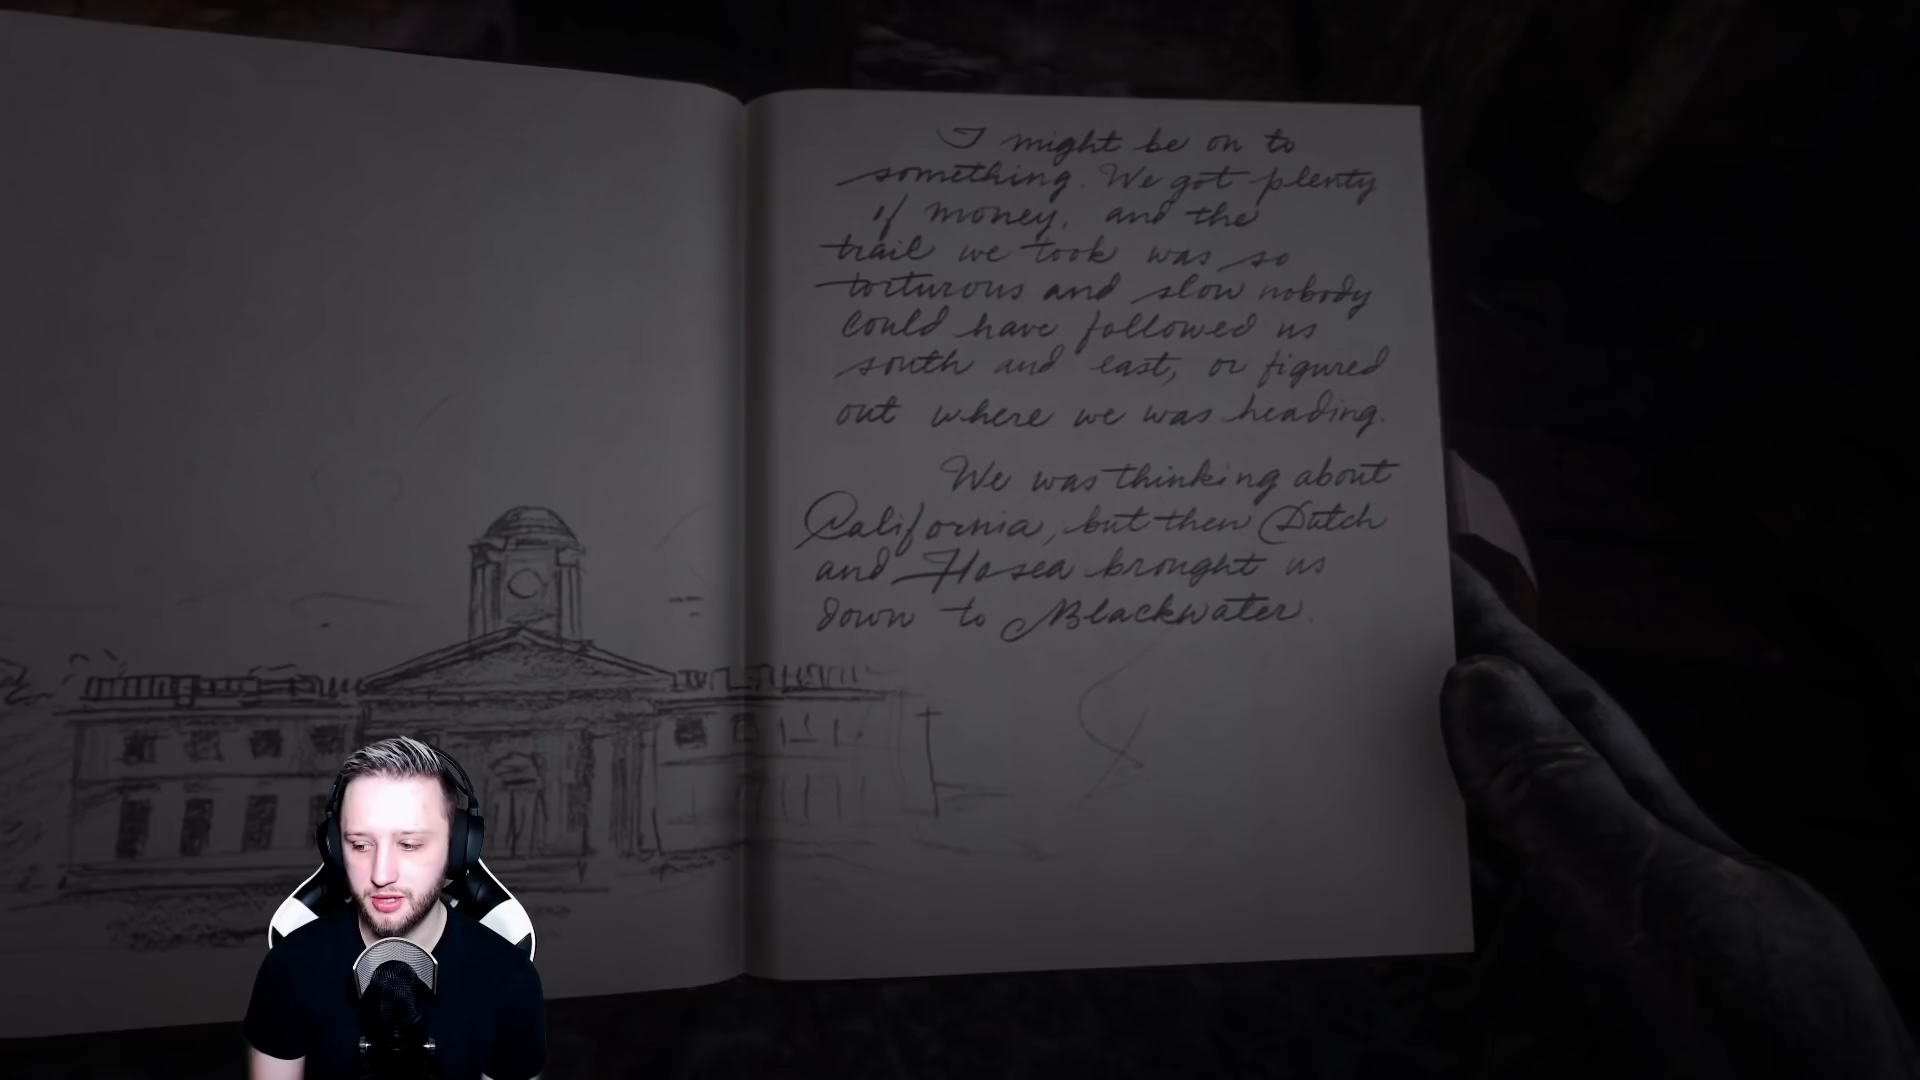 I might be on to
something. We got plenty
of money, and the
trail we took was so
torturous and slow nobody
could have followed us
south and east, or figured
out where we was heading.
We was thinking about
California, but then Dutch
and Hosea brought us
down to Blackwater.